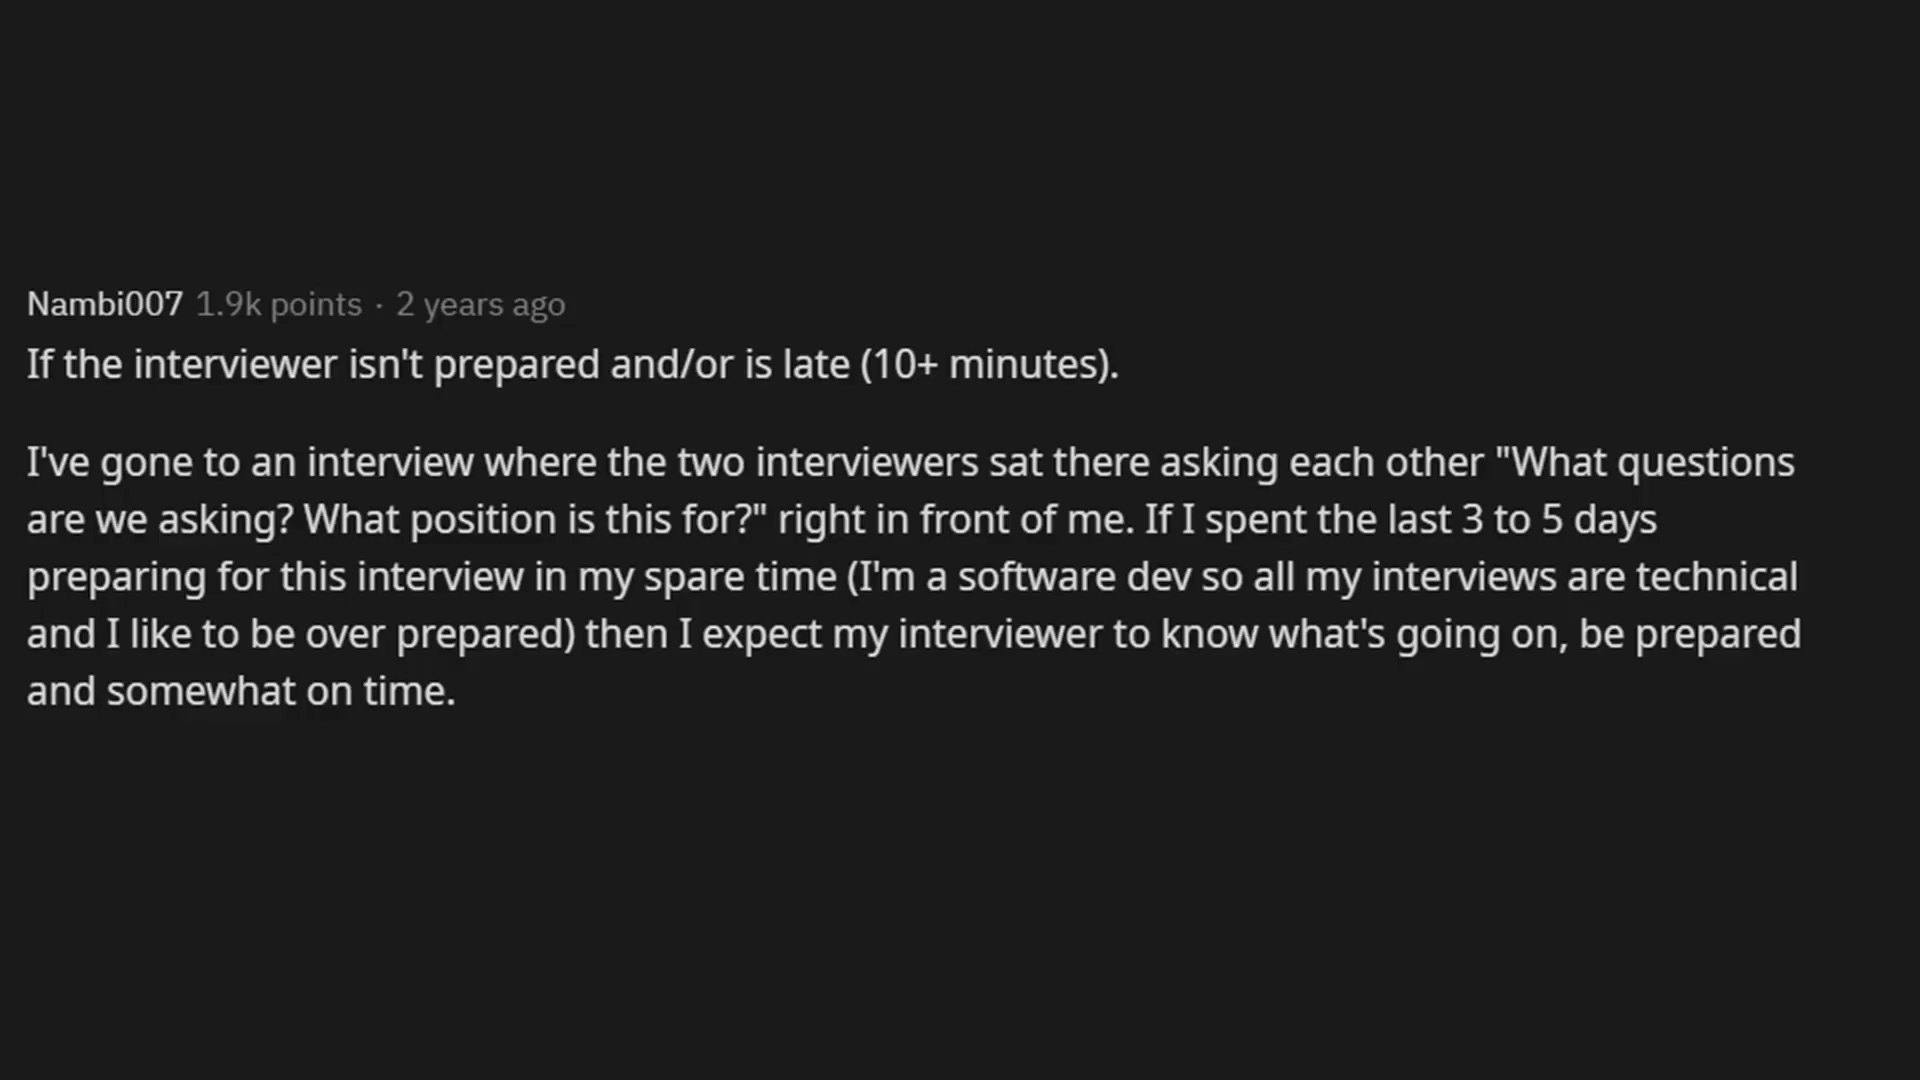 Nambi007 1.9k points · 2 years ago
If the interviewer isn't prepared and/or is late (10+ minutes).
I've gone to an interview where the two interviewers sat there asking each other "What questions
are we asking? What position is this for?" right in front of me. If I spent the last 3 to 5 days
preparing for this interview in my spare time (I'm a software dev so all my interviews are technical
and I like to be over prepared) then I expect my interviewer to know what's going on, be prepared
and somewhat on time.